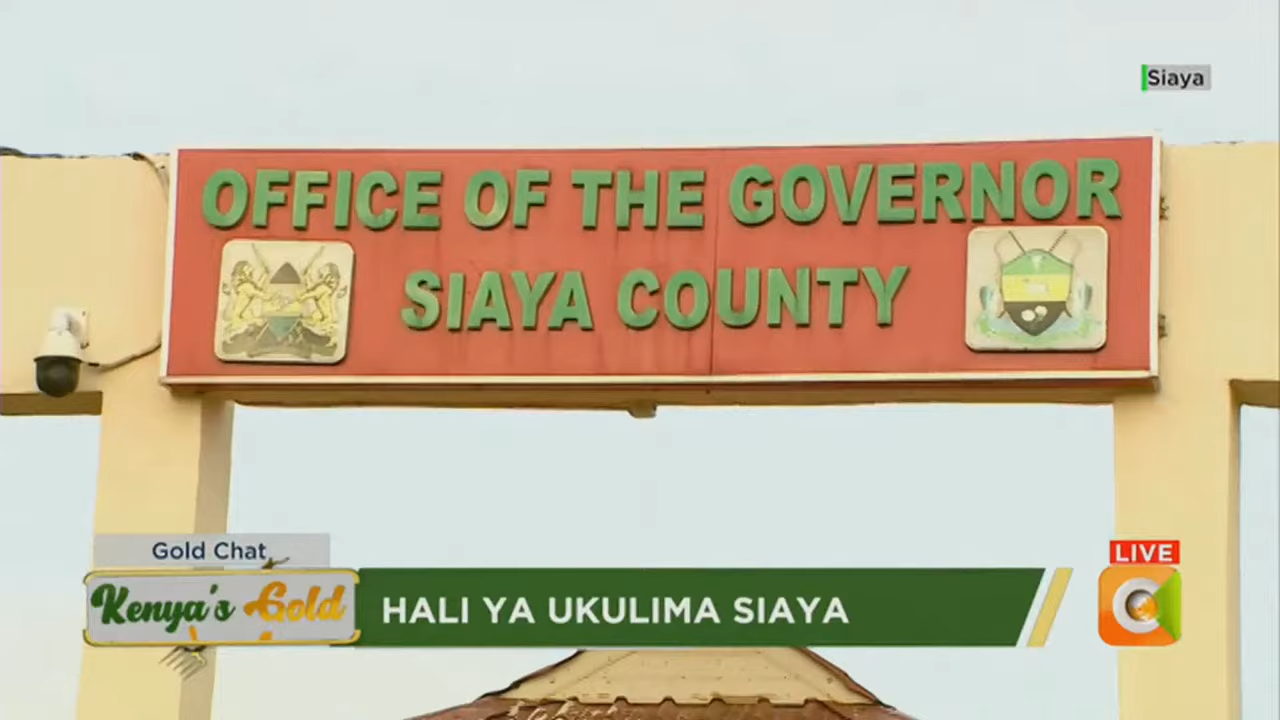 Siaya
OFFICE OF THE GOVERNOR
SIAYA COUNTY
Gold Chat
Kenya's Gold
HALI YA UKULIMA SIAYA
LIVE